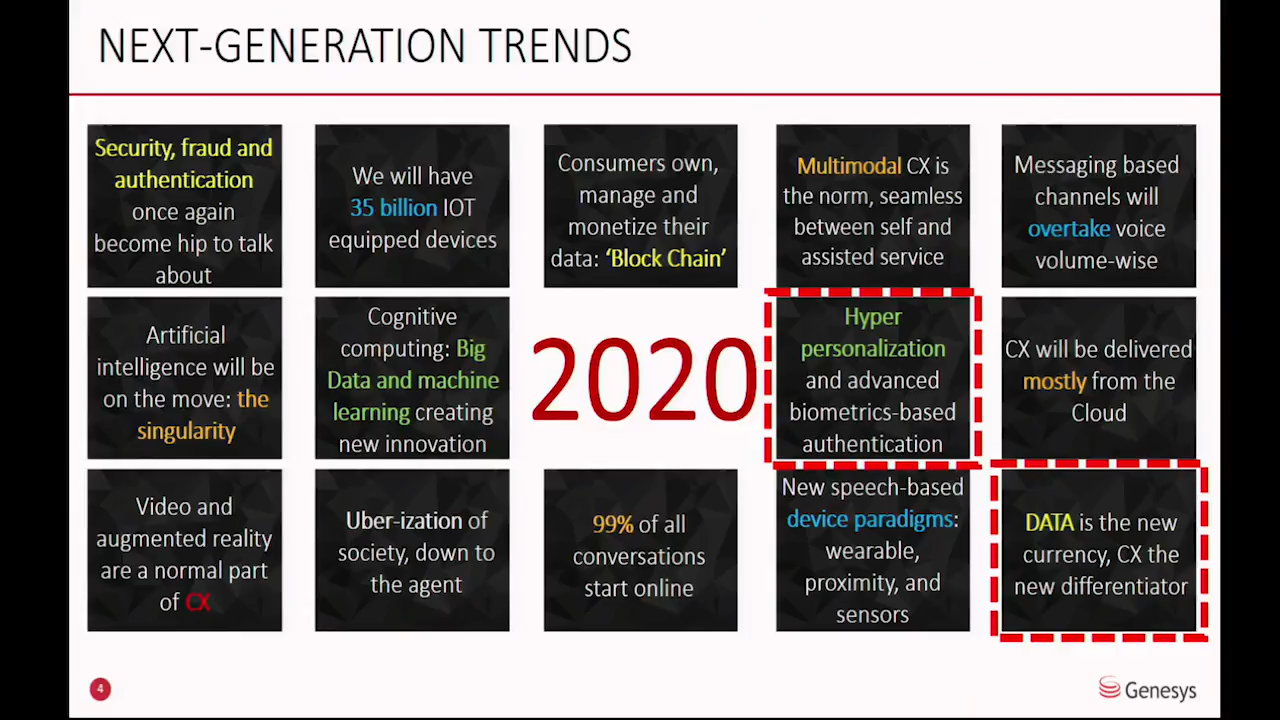 NEXT-GENERATION TRENDS
Security, fraud and
authentication
once again
become hip to talk
about
We will have
35 billion IOT
equipped devices
Consumers own,
manage and
monetize their
data: ‘Block Chain’
Multimodal CX is
the norm, seamless
between self and
assisted service
Messaging based
channels will
overtake voice
volume-wise
Artificial
intelligence will be
on the move: the
singularity
Cognitive
computing: Big
Data and machine
learning creating
new innovation
2020
Hyper
personalization
and advanced
biometrics-based
authentication
CX will be delivered
mostly from the
Cloud
Video and
augmented reality
are a normal part
of CX
Uber-ization of
society, down to
the agent
99% of all
conversations
start online
New speech-based
device paradigms:
wearable,
proximity, and
sensors
DATA is the new
currency, CX the
new differentiator
4
Genesys